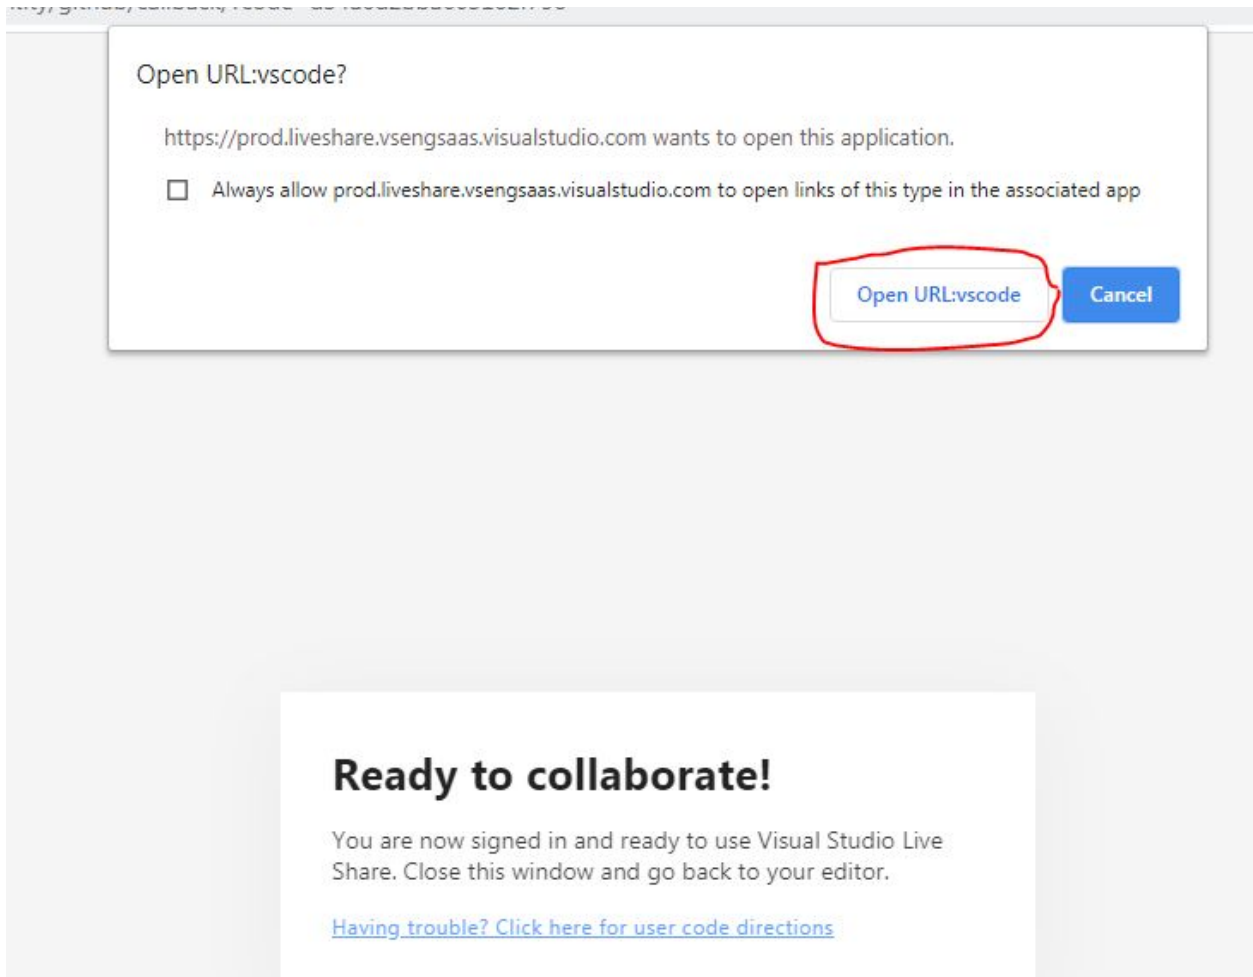 Open URL:vscode?
https://prod.liveshare.vsengsaas.visualstudio.com wants to open this application.
Always allow prod.liveshare.vsengsaas.visualstudio.com to open links of this type in the associated app
Open URL:vscode
Cancel
Ready to collaborate!
You are now signed in and ready to use Visual Studio Live
Share. Close this window and go back to your editor.
Having trouble? Click here for user code directions